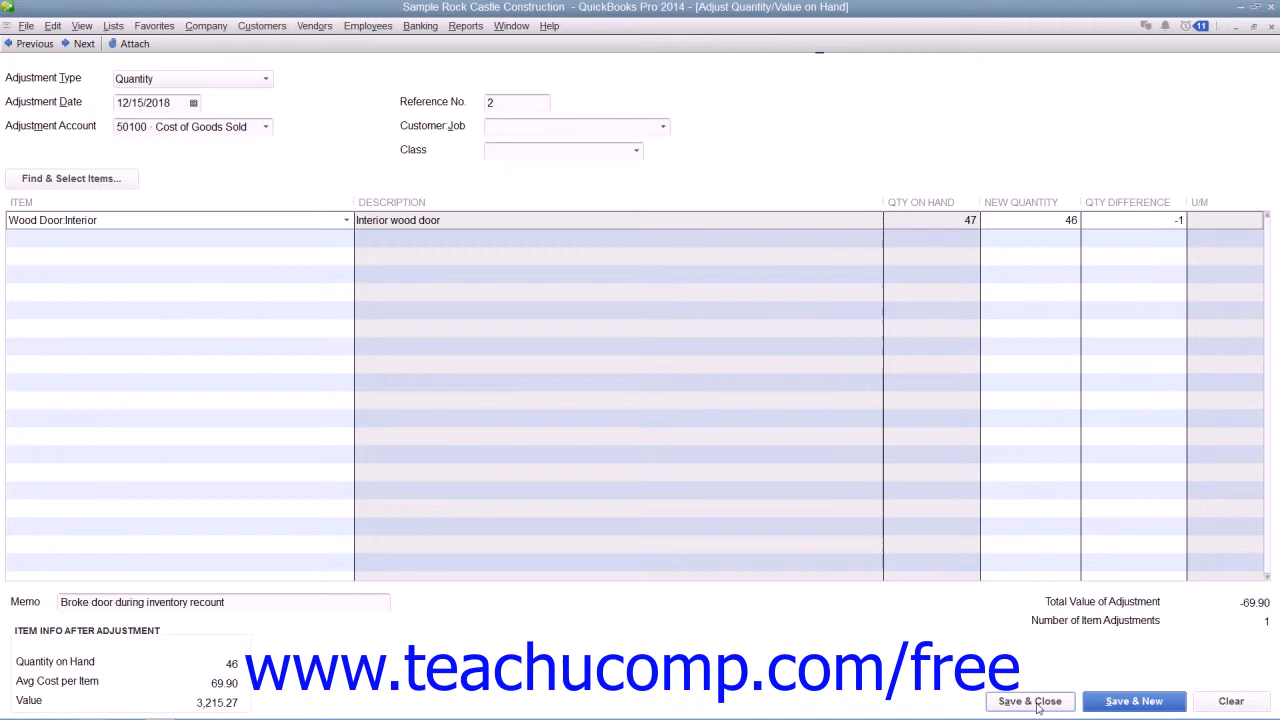 Sample Rock Castle Construction - QuickBooks Pro 2014 - [Adjust Quantity/Value on Hand]
File Edit View Lists Favorites Company Customers Vendors Employees Banking Reports Window Help 11
Previous Next Attach
Adjustment Type Quantity
Adjustment Date 12/15/2018 Reference No. 2
Adjustment Account 50100 · Cost of Goods Sold Customer:Job
Class
Find & Select Items...
ITEM DESCRIPTION QTY ON HAND NEW QUANTITY QTY DIFFERENCE U/M
Wood Door:Interior Interior wood door 47 46 -1
Memo Broke door during inventory recount Total Value of Adjustment -69.90
Number of Item Adjustments 1
ITEM INFO AFTER ADJUSTMENT
Quantity on Hand 46
Avg Cost per Item 69.90
Value 3,215.27
www.teachucomp.com/free
Save & Close Save & New Clear